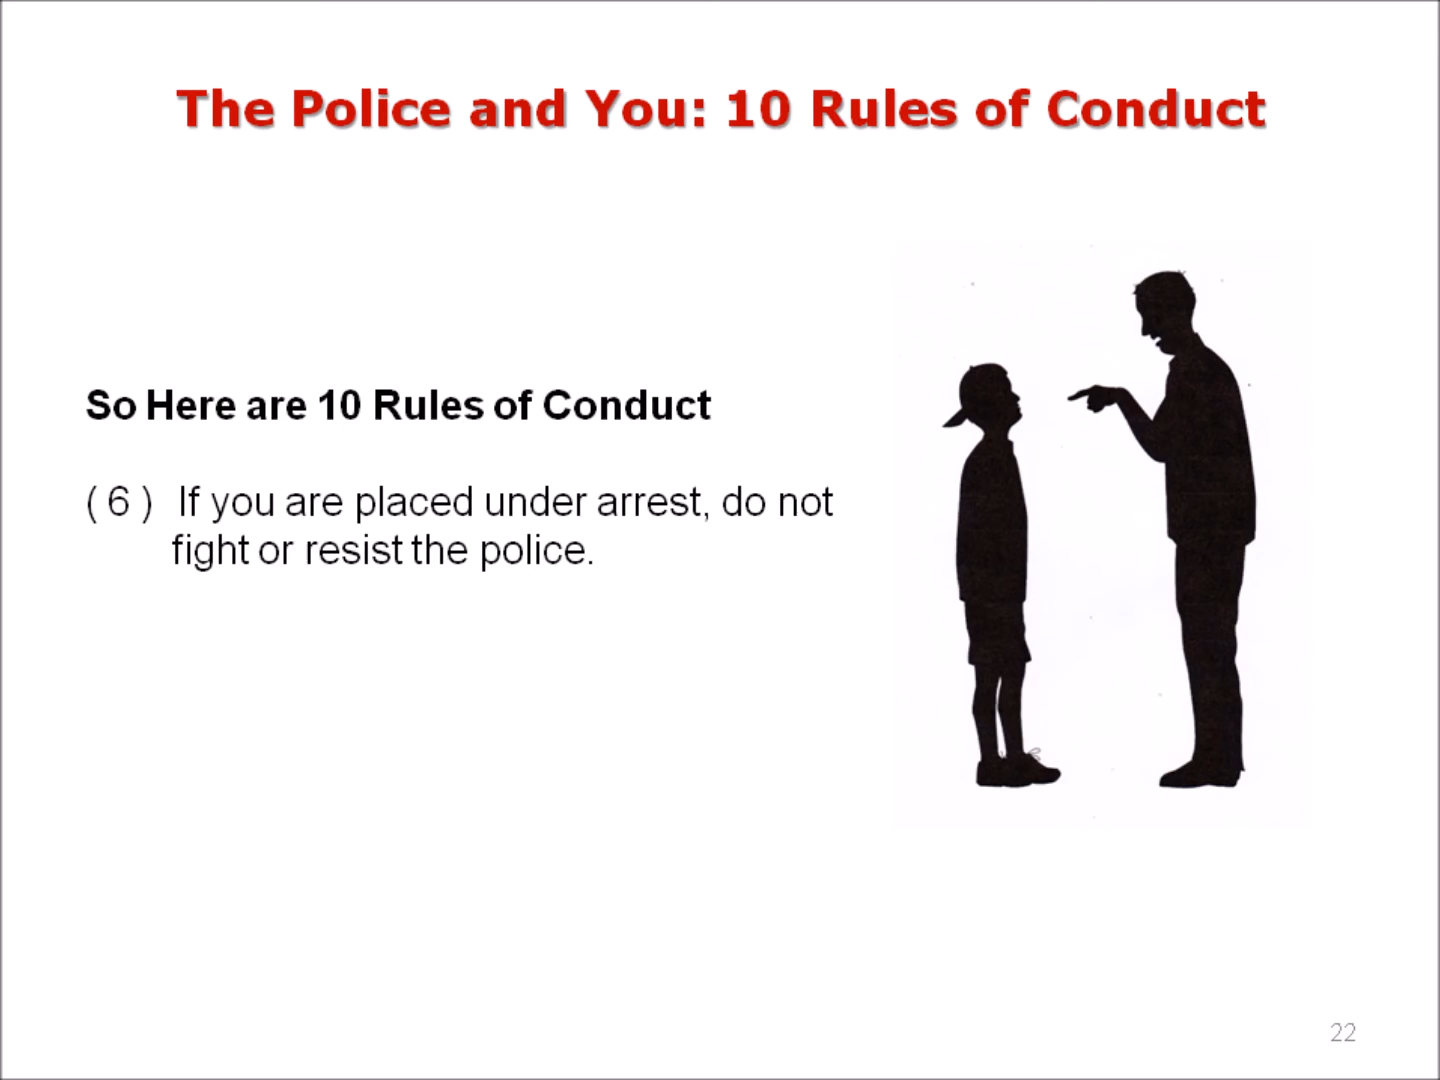 The Police and You: 10 Rules of Conduct
So Here are 10 Rules of Conduct
( 6 ) If you are placed under arrest, do not
fight or resist the police.
22